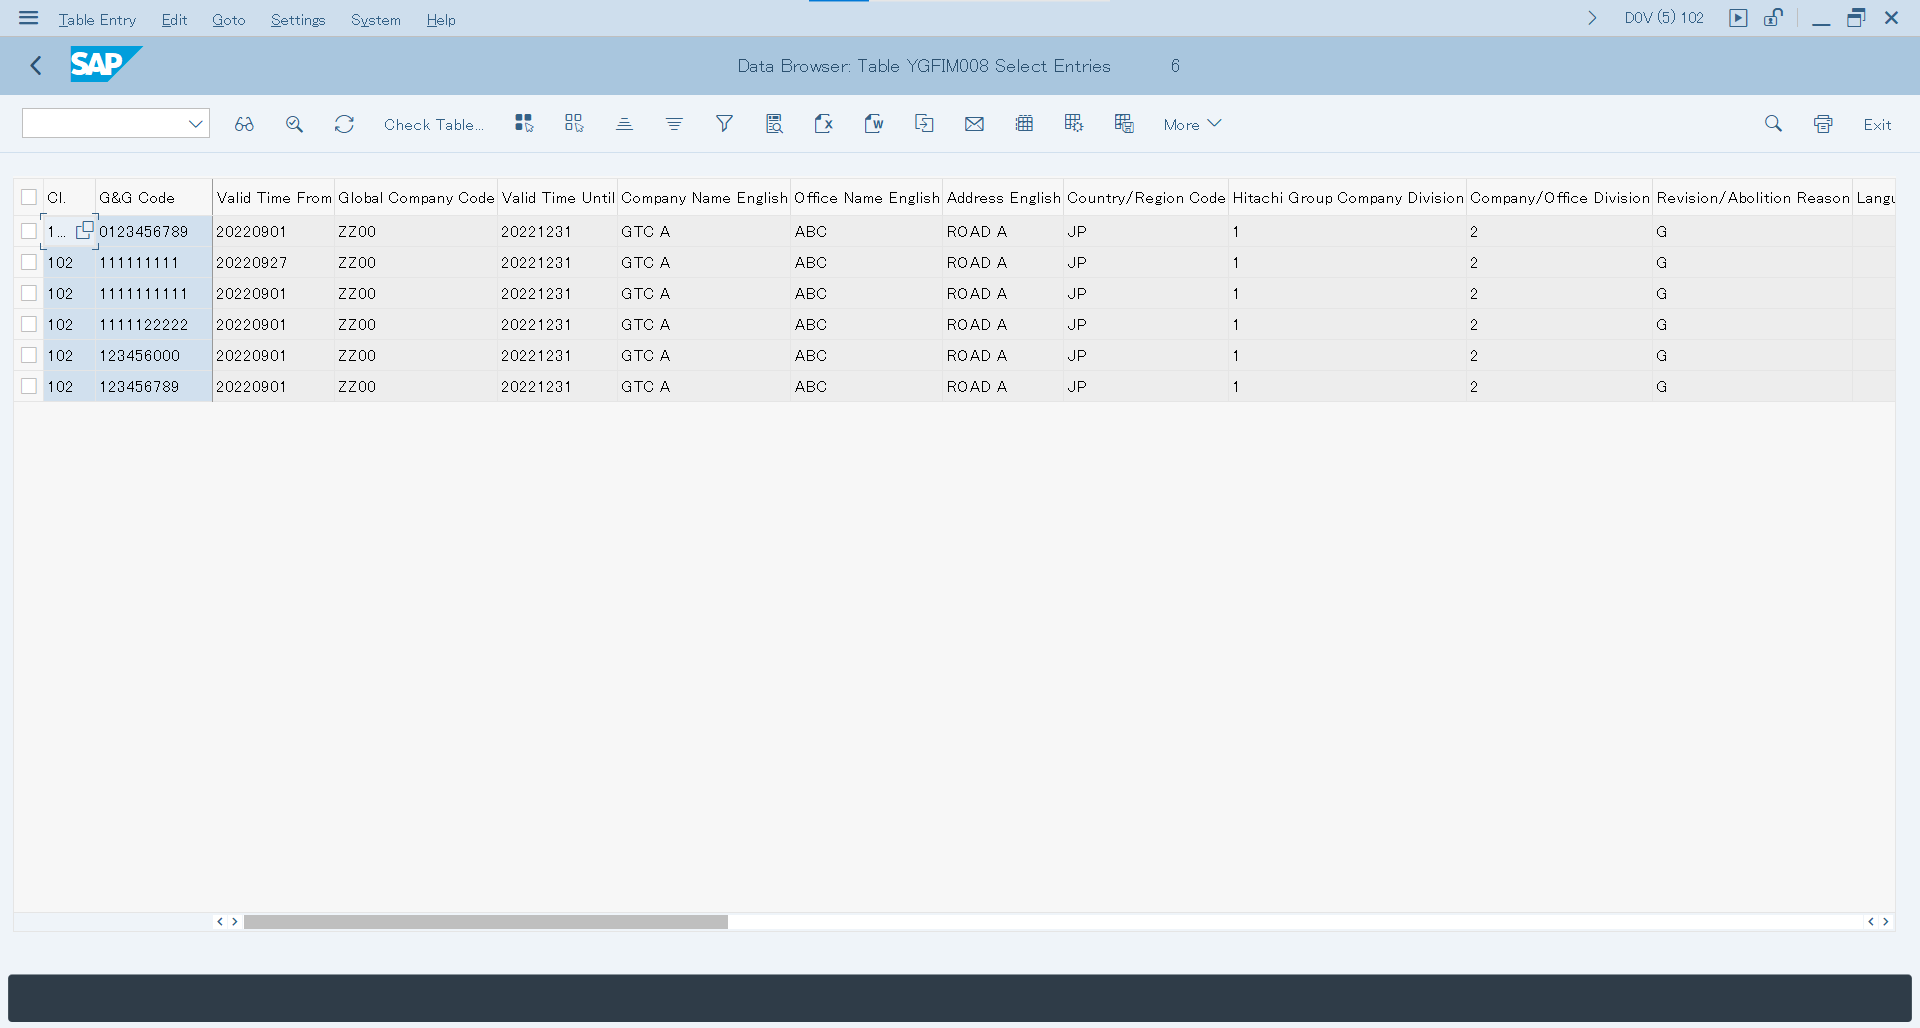 Table Entry Edit Goto Settings System Help D0V (5) 102
SAP Data Browser: Table YGFIM008 Select Entries 6
Check Table... More Exit
Cl. G&G Code Valid Time From Global Company Code Valid Time Until Company Name English Office Name English Address English Country/Region Code Hitachi Group Company Division Company/Office Division Revision/Abolition Reason Langu
1... 0123456789 20220901 ZZ00 20221231 GTC A ABC ROAD A JP 1 2 G
102 111111111 20220927 ZZ00 20221231 GTC A ABC ROAD A JP 1 2 G
102 1111111111 20220901 ZZ00 20221231 GTC A ABC ROAD A JP 1 2 G
102 1111122222 20220901 ZZ00 20221231 GTC A ABC ROAD A JP 1 2 G
102 123456000 20220901 ZZ00 20221231 GTC A ABC ROAD A JP 1 2 G
102 123456789 20220901 ZZ00 20221231 GTC A ABC ROAD A JP 1 2 G